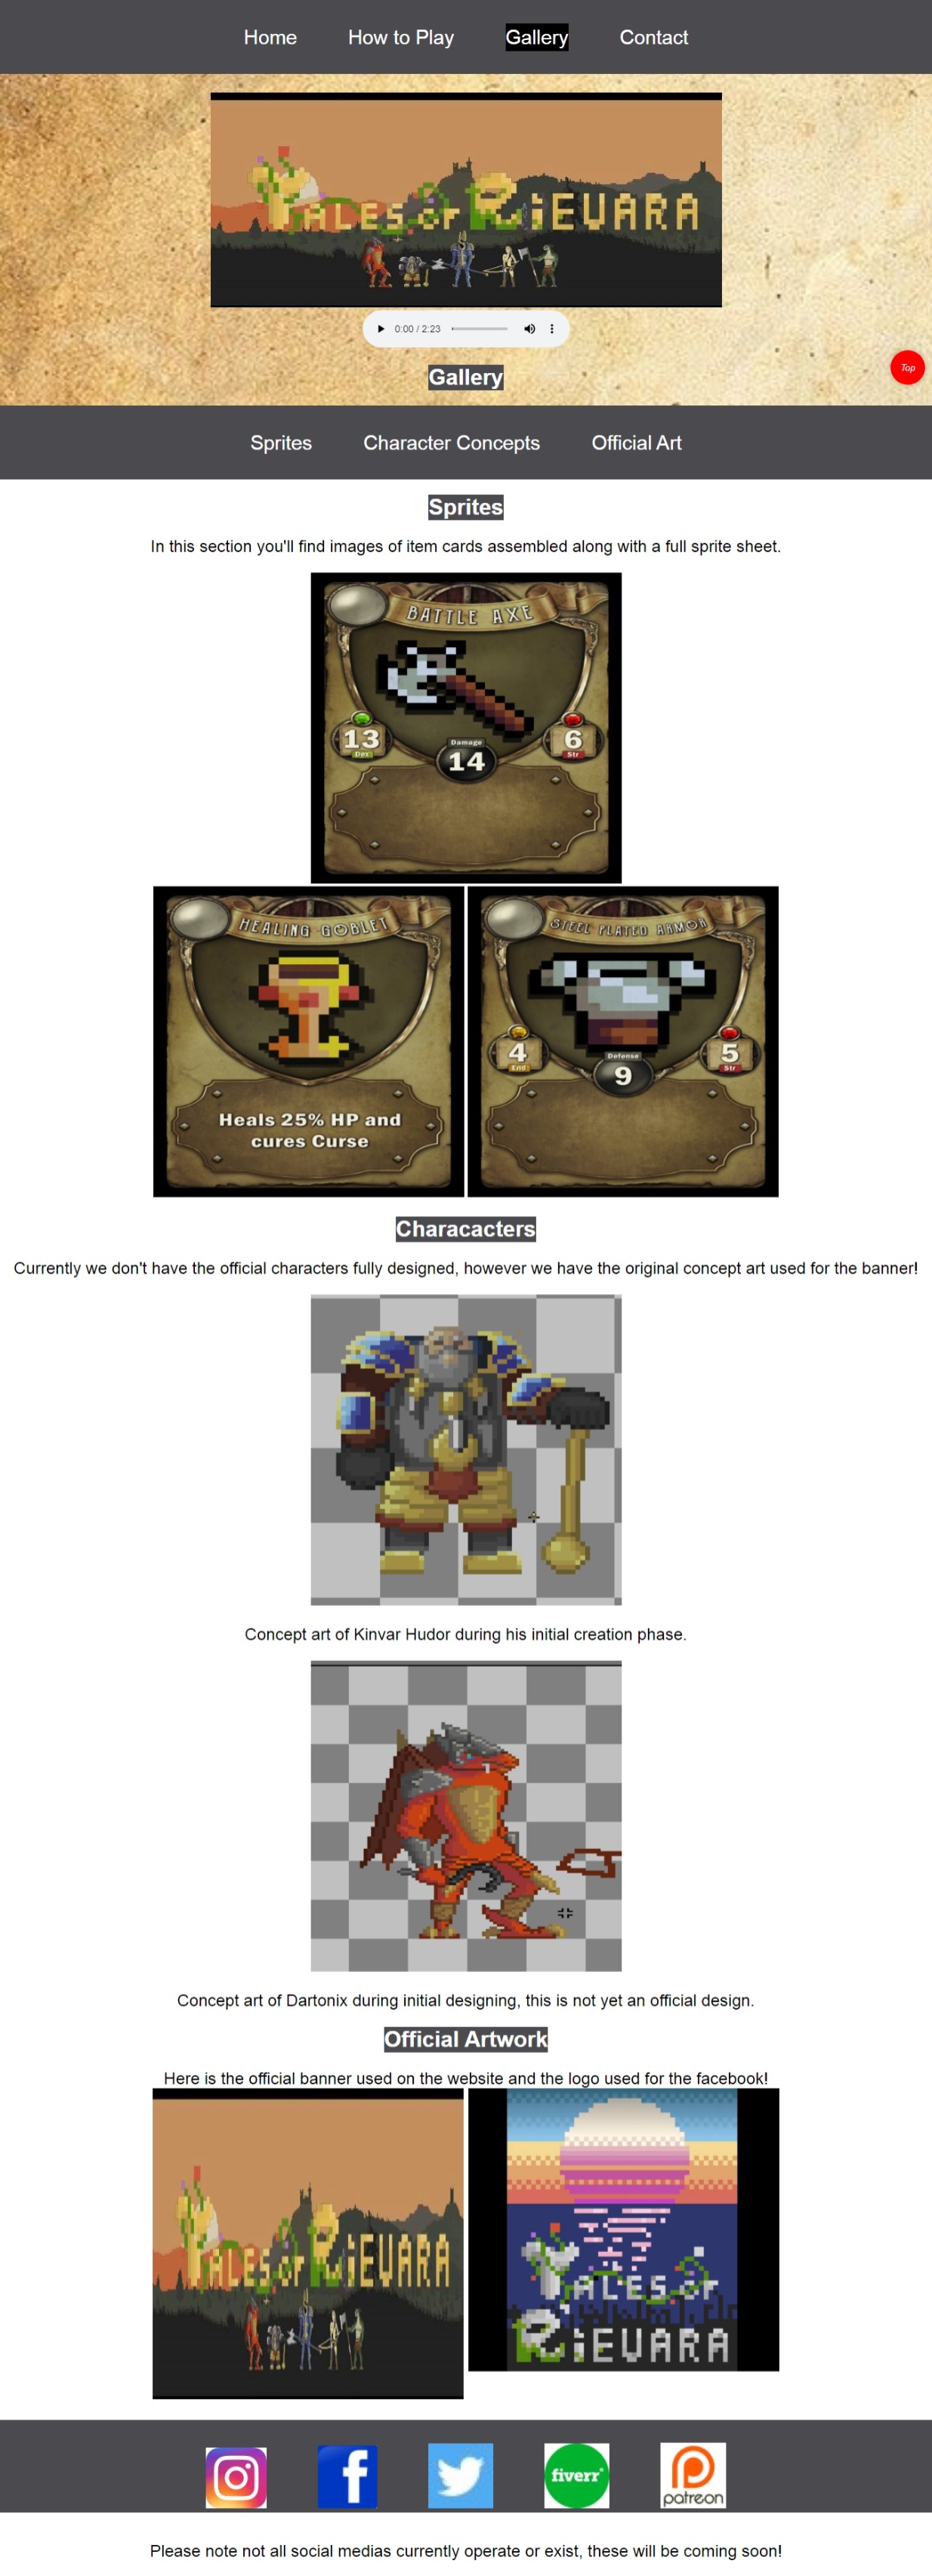 Home How to Play Gallery Contact
TALES OF RiEVARA
0:00 / 2:23
Top
Gallery
Sprites Character Concepts Official Art
Sprites
In this section you'll find images of item cards assembled along with a full sprite sheet.
BATTLE AXE
13 6
Dex Damage Str
14
HEALING GOBLET
Heals 25% HP and
cures Curse
STEEL PLATED ARMOR
4 5
End Defense Str
9
Characacters
Currently we don't have the official characters fully designed, however we have the original concept art used for the banner!
Concept art of Kinvar Hudor during his initial creation phase.
Concept art of Dartonix during initial designing, this is not yet an official design.
Official Artwork
Here is the official banner used on the website and the logo used for the facebook!
TALES OF RiEVARA
TALES OF
RiEVARA
f fiverr patreon
Please note not all social medias currently operate or exist, these will be coming soon!